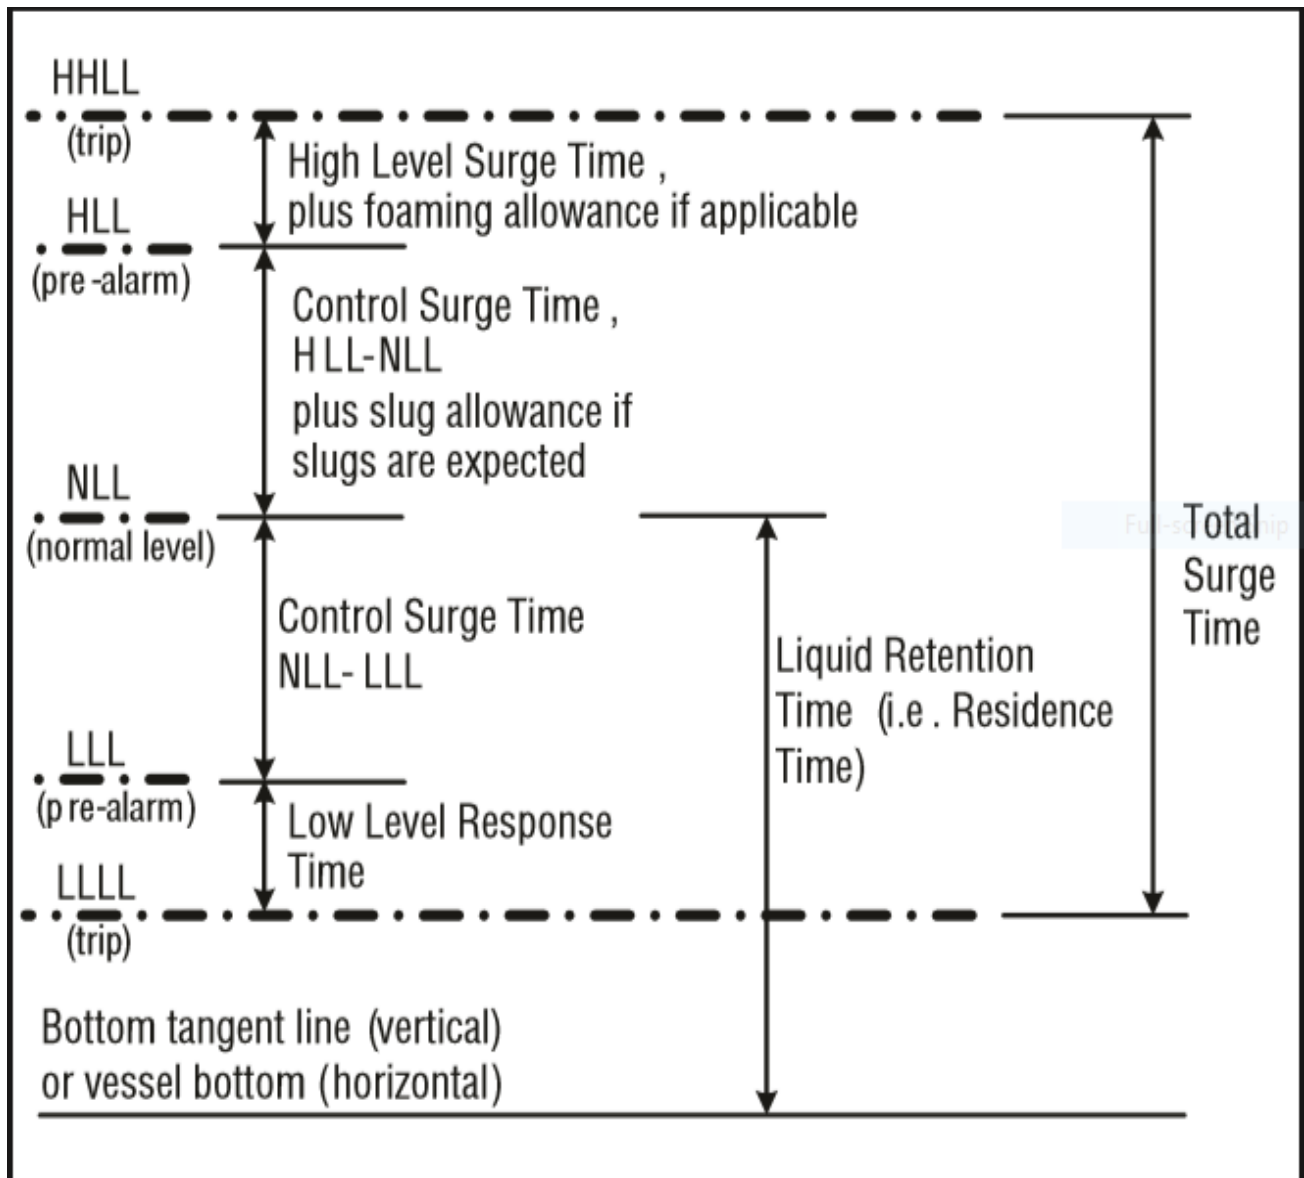 HHLL
(trip)
High Level Surge Time ,
plus foaming allowance if applicable
HLL
(pre -alarm)
Control Surge Time ,
HLL-NLL
plus slug allowance if
slugs are expected
NLL
(normal level)
Control Surge Time
NLL- LLL
Liquid Retention
Time (i.e . Residence
Time)
Total
Surge
Time
LLL
(p re-alarm)
Low Level Response
Time
LLLL
(trip)
Bottom tangent line (vertical)
or vessel bottom (horizontal)